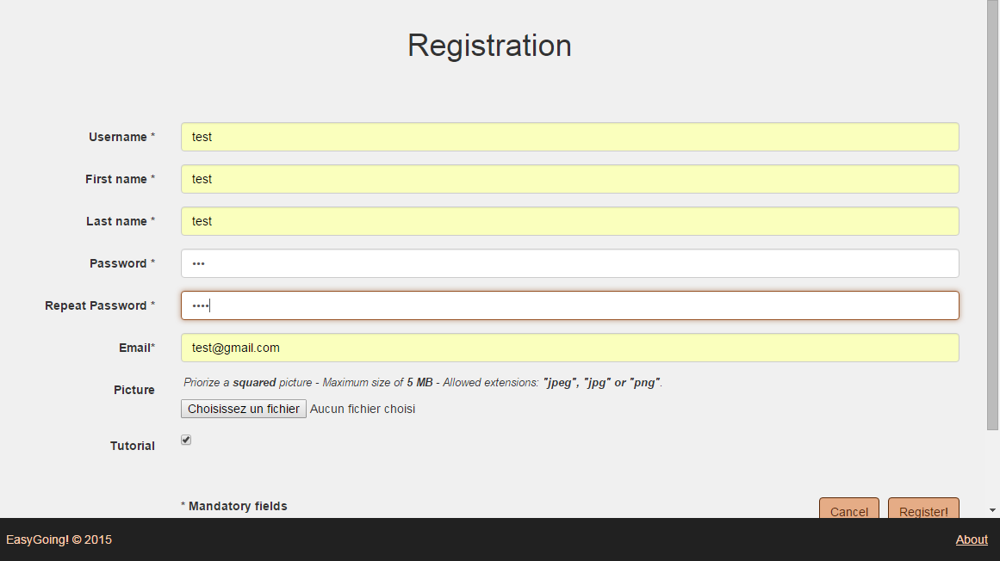 Registration
Username * test
First name * test
Last name * test
Password * •••
Repeat Password * ••••
Email* test@gmail.com
Picture Priorize a squared picture - Maximum size of 5 MB - Allowed extensions: "jpeg", "jpg" or "png".
Choisissez un fichier Aucun fichier choisi
Tutorial
* Mandatory fields Cancel Register!
EasyGoing! © 2015 About